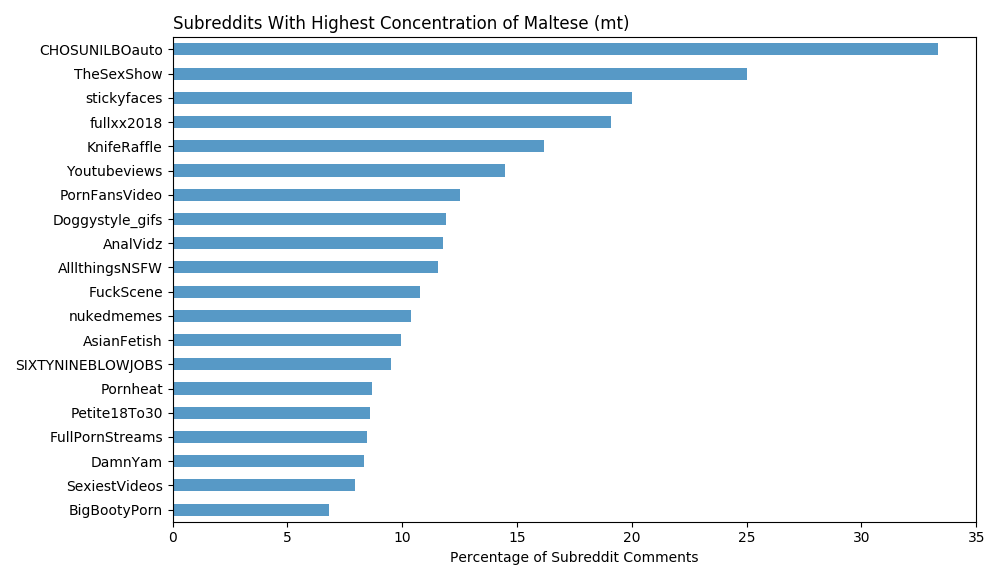 Subreddits With Highest Concentration of Maltese (mt)
CHOSUNILBOauto
TheSexShow
stickyfaces
fullxx2018
KnifeRaffle
Youtubeviews
PornFansVideo
Doggystyle_gifs
AnalVidz
AlllthingsNSFW
FuckScene
nukedmemes
AsianFetish
SIXTYNINEBLOWJOBS
Pornheat
Petite18To30
FullPornStreams
DamnYam
SexiestVideos
BigBootyPorn
0 5 10 15 20 25 30 35
Percentage of Subreddit Comments